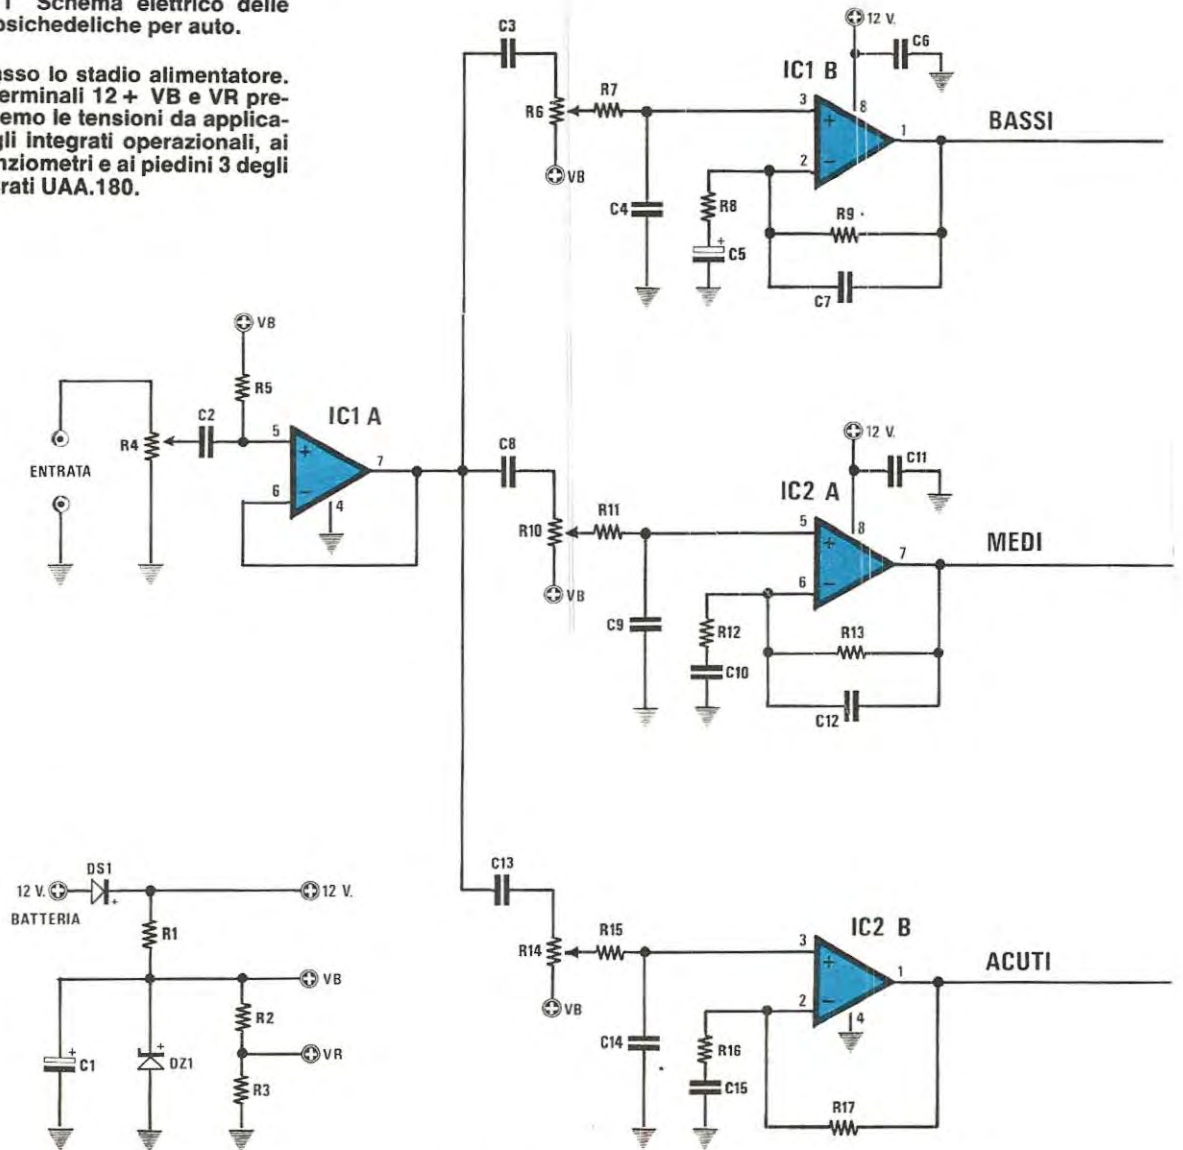 1 Schema elettrico delle
psichedeliche per auto.
asso lo stadio alimentatore.
erminali 12 + VB e VR pre-
emo le tensioni da applica-
gli integrati operazionali, ai
nziometri e ai piedini 3 degli
rati UAA.180.
C3
R6
VB
R7
C4
R8
C5
+
IC1 B
12 V.
C6
8
3
+
2
−
1
BASSI
R9
C7
VB
R5
C2
R4
ENTRATA
IC1 A
5
+
6
−
7
4
C8
R10
VB
R11
C9
R12
C10
IC2 A
12 V.
C11
8
5
+
6
−
7
MEDI
R13
C12
C13
R14
VB
R15
C14
R16
C15
IC2 B
3
+
2
−
1
4
ACUTI
R17
12 V.
BATTERIA
DS1
+
12 V.
R1
VB
R2
VR
R3
C1
+
DZ1
+